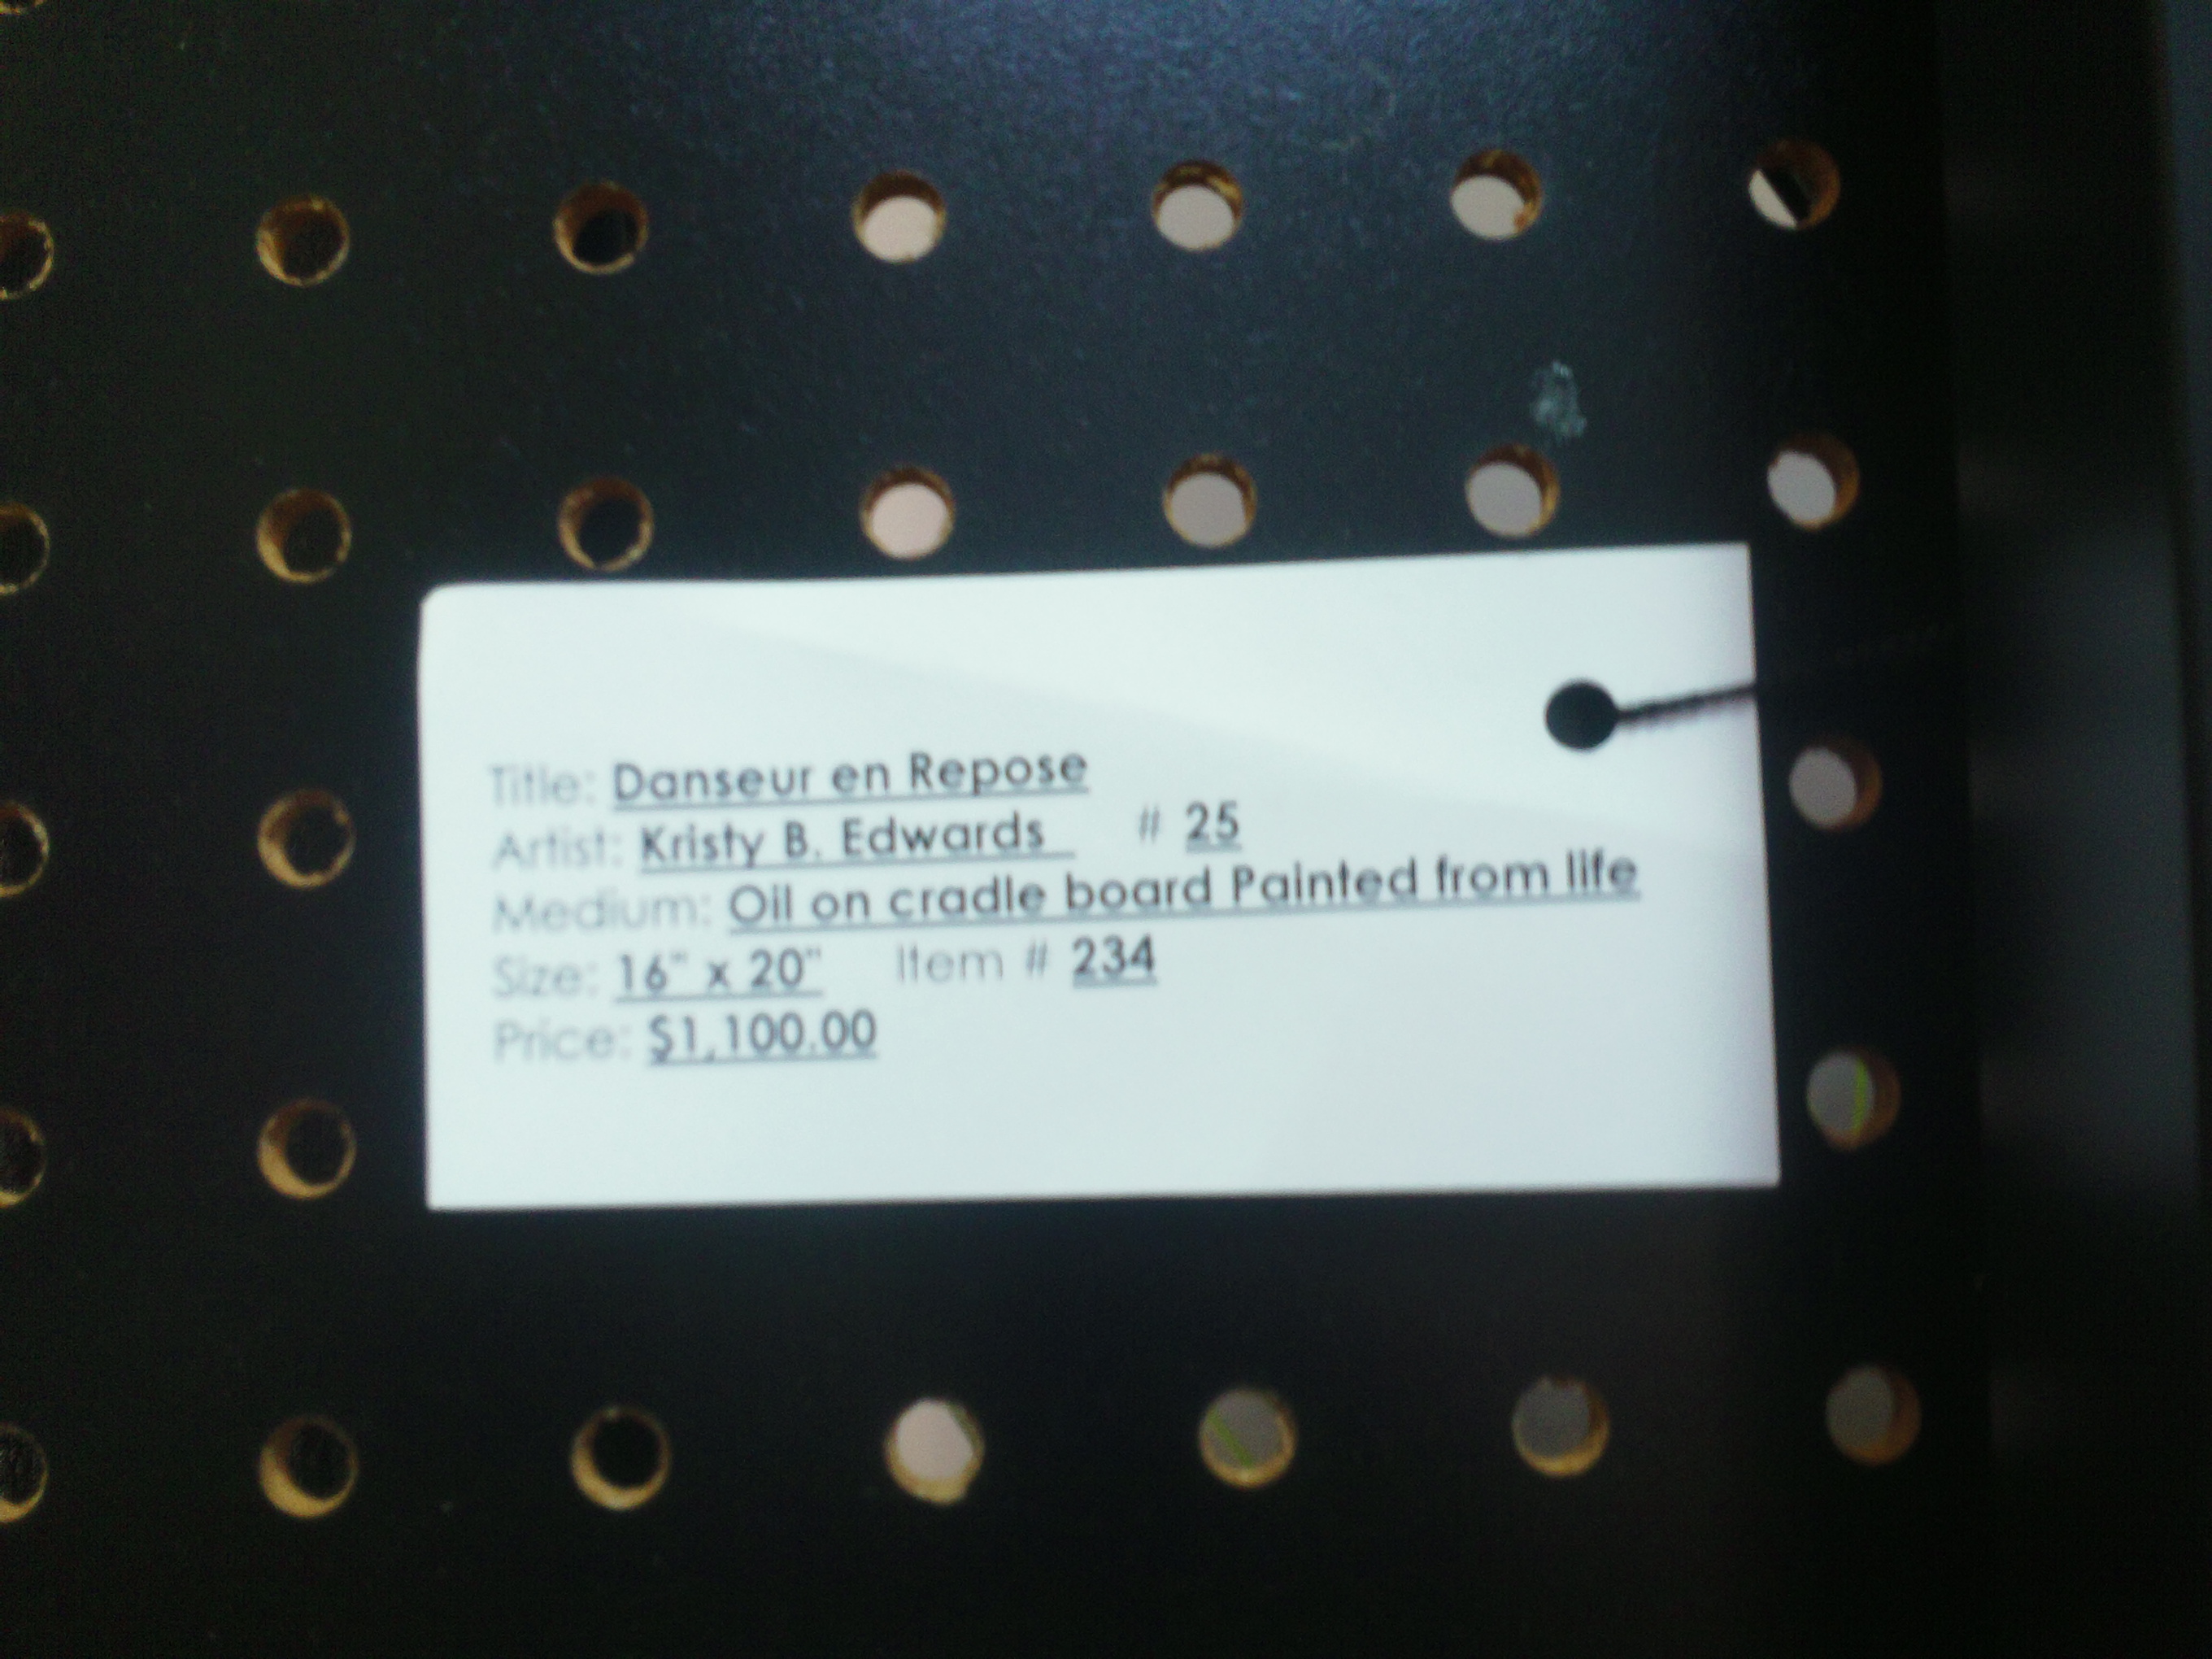 Title: Danseur en Repose
Artist: Kristy B. Edwards # 25
Medium: Oil on cradle board Painted from life
Size: 16" x 20" Item # 234
Price: $1,100.00